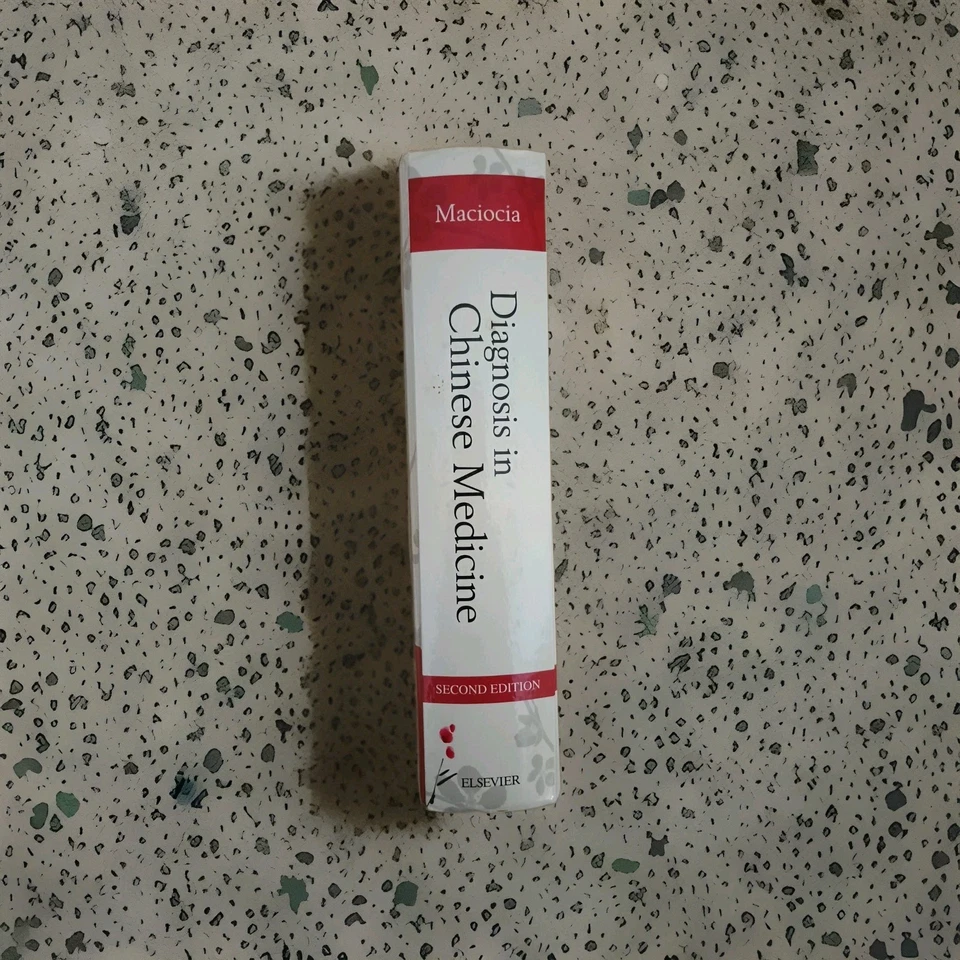 Maciocia
Diagnosis in
Chinese Medicine
SECOND EDITION
ELSEVIER